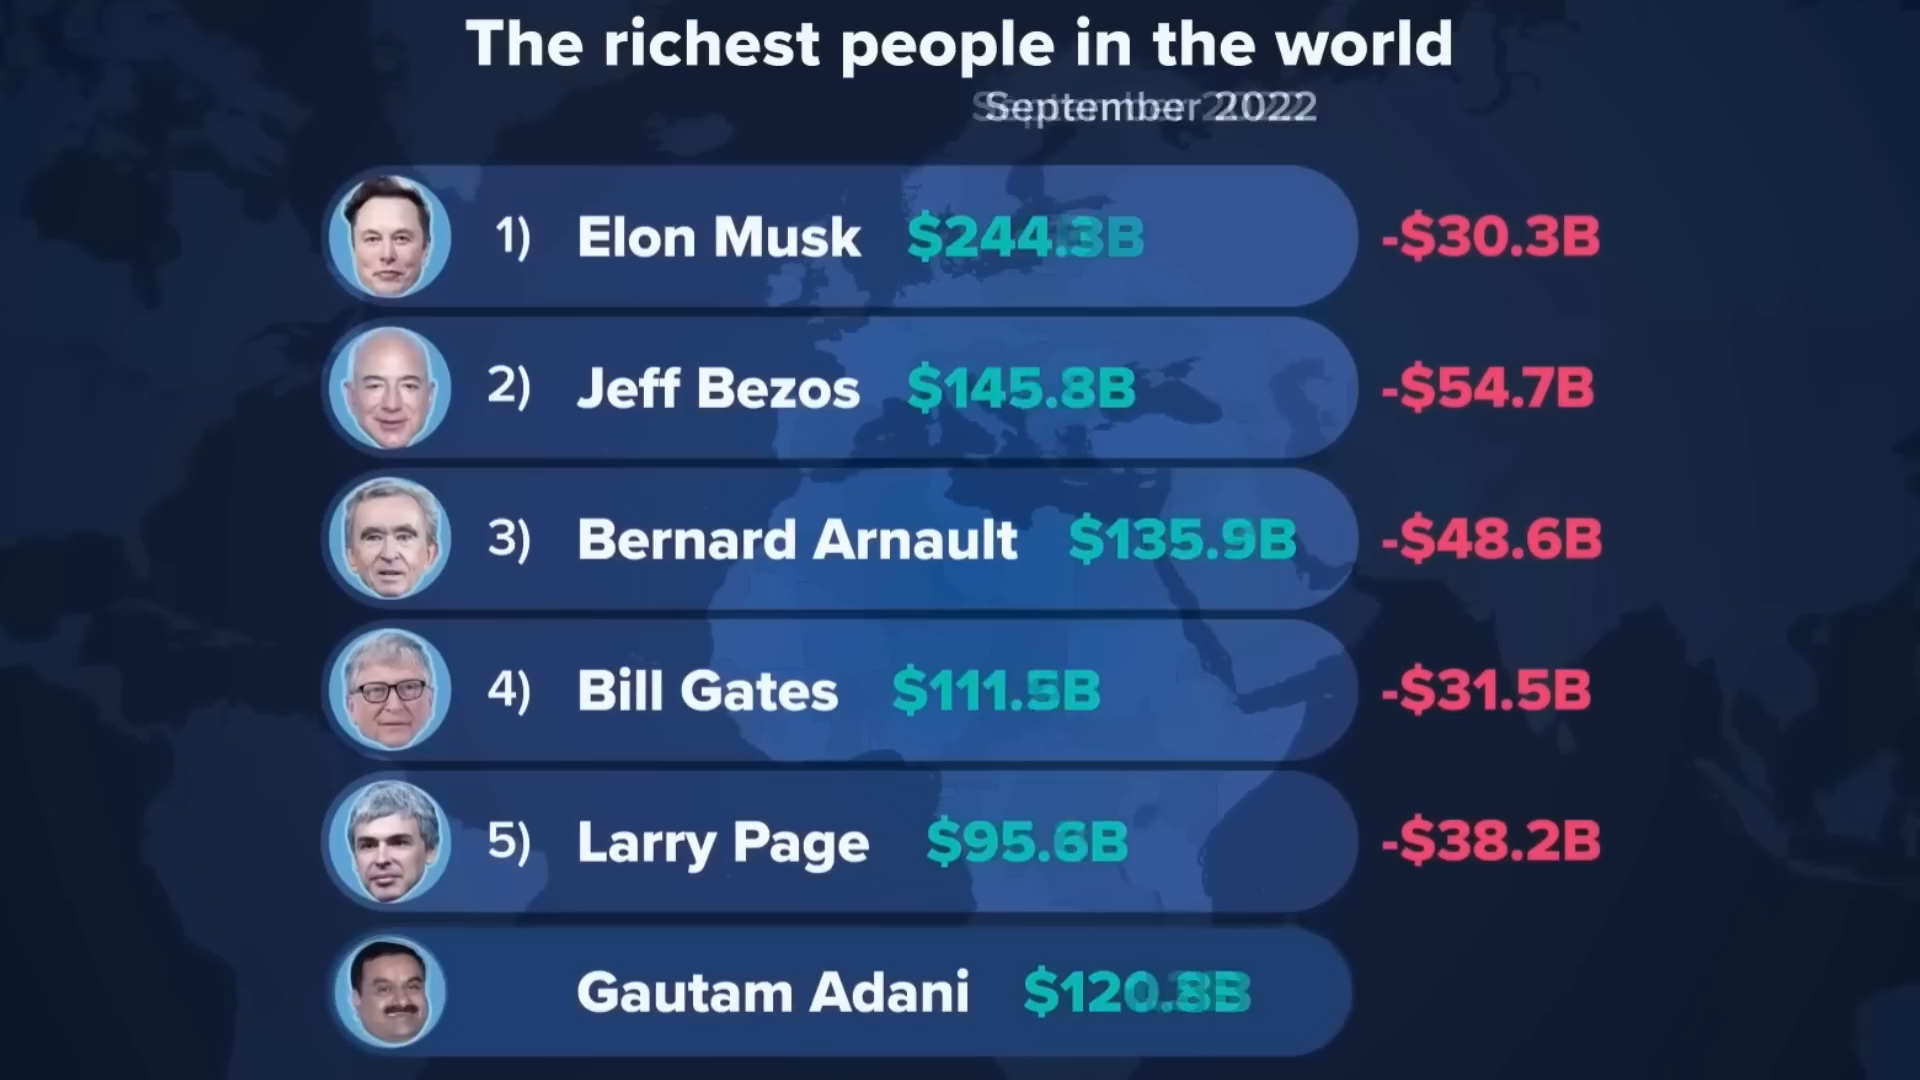 The richest people in the world
September 2022
1) Elon Musk $244.3B -$30.3B
2) Jeff Bezos $145.8B -$54.7B
3) Bernard Arnault $135.9B -$48.6B
4) Bill Gates $111.5B -$31.5B
5) Larry Page $95.6B -$38.2B
Gautam Adani